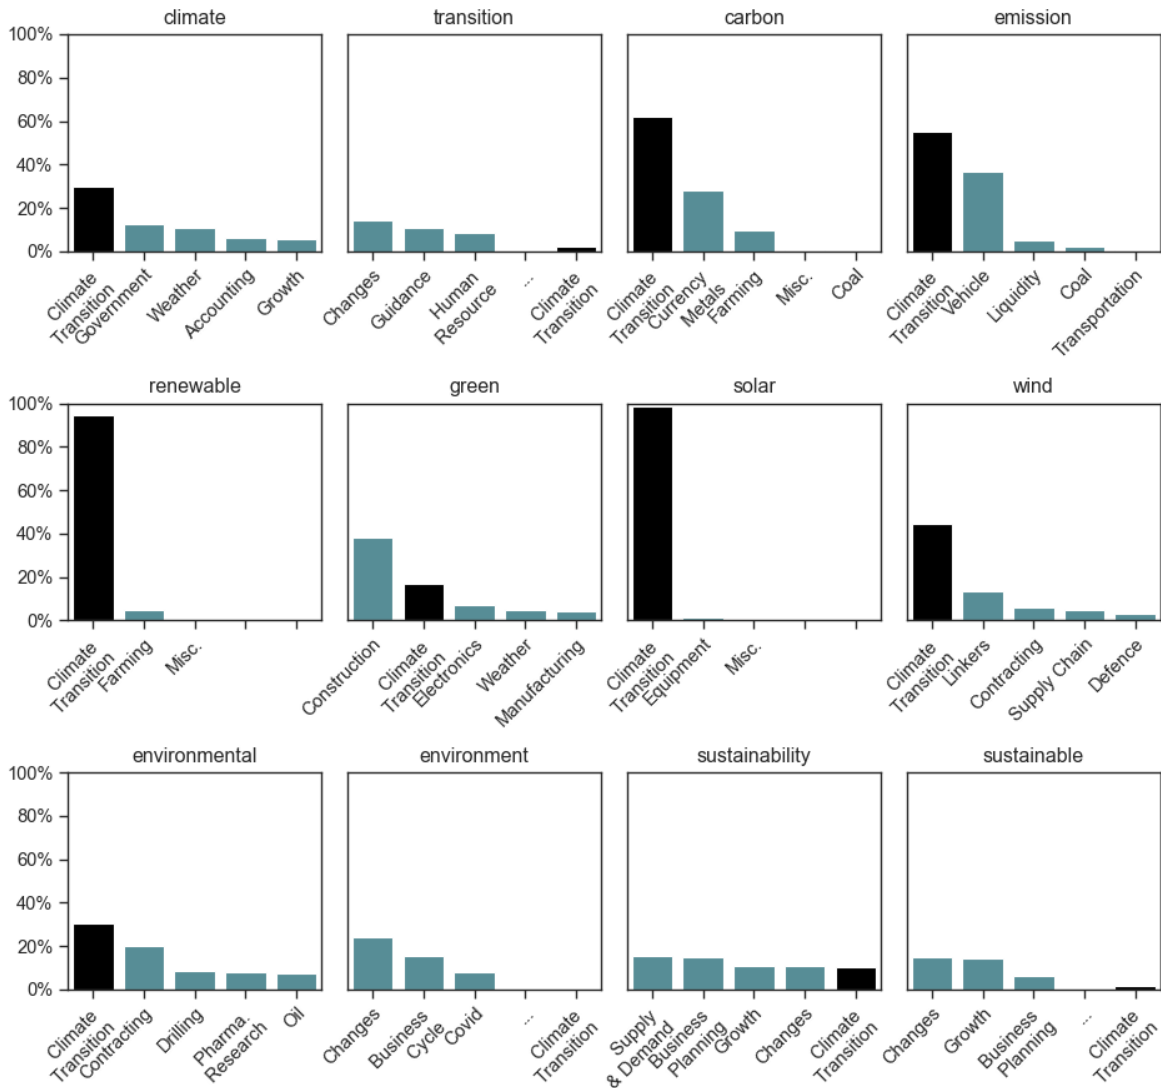 climate
transition
carbon
emission
100%
80%
60%
40%
20%
0%
Climate
Transition
Government
Weather
Accounting
Growth
Changes
Guidance
Human
Resource
...
Climate
Transition
Climate
Transition
Currency
Metals
Farming
Misc.
Coal
Climate
Transition
Vehicle
Liquidity
Coal
Transportation
renewable
green
solar
wind
100%
80%
60%
40%
20%
0%
Climate
Transition
Farming
Misc.
Construction
Climate
Transition
Electronics
Weather
Manufacturing
Climate
Transition
Equipment
Misc.
Climate
Transition
Linkers
Contracting
Supply Chain
Defence
environmental
environment
sustainability
sustainable
100%
80%
60%
40%
20%
0%
Climate
Transition
Contracting
Drilling
Pharma.
Research
Oil
Changes
Business
Cycle
Covid
...
Climate
Transition
Supply
& Demand
Business
Planning
Growth
Changes
Climate
Transition
Changes
Growth
Business
Planning
...
Climate
Transition